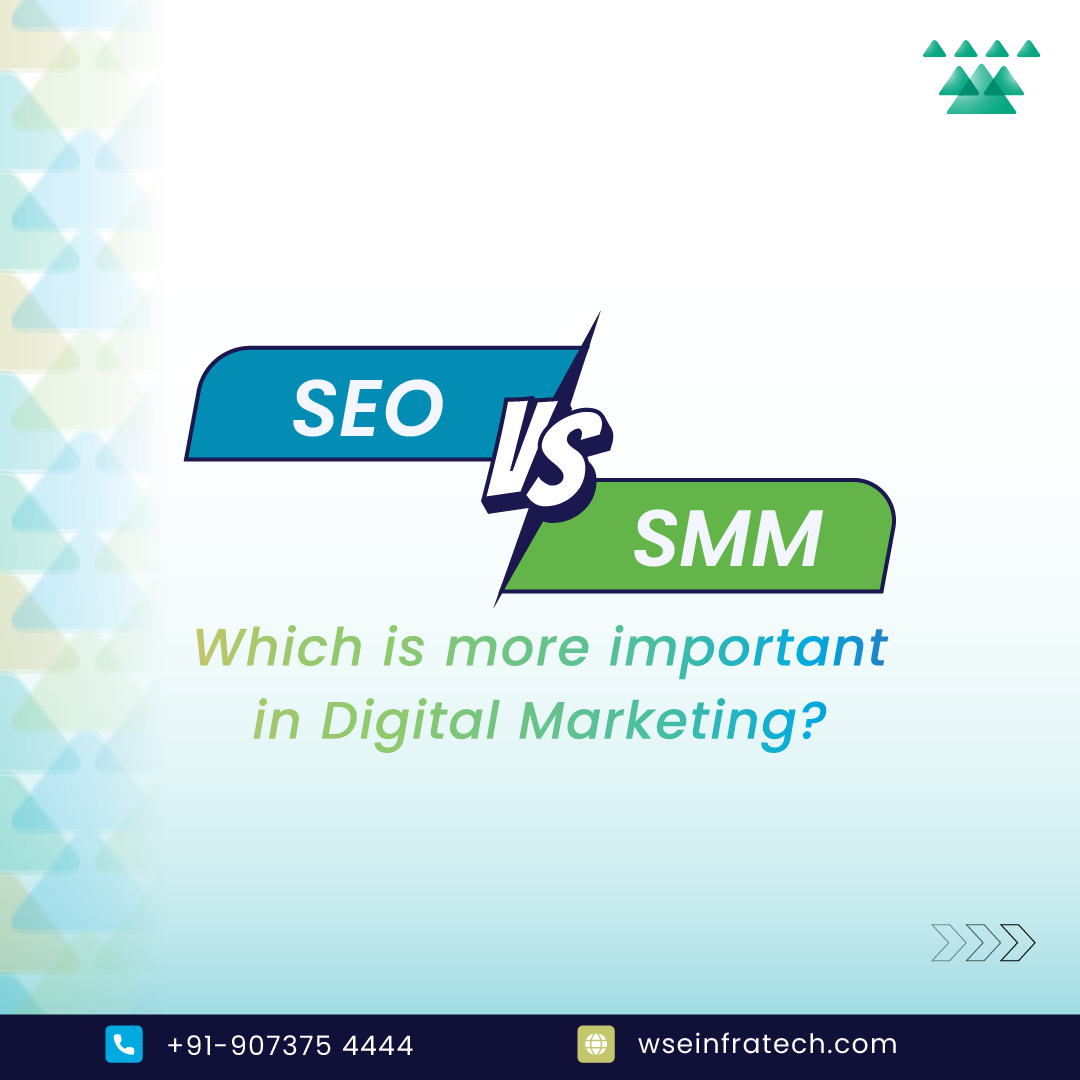 SEO
VS
SMM
Which is more important
in Digital Marketing?
+91-907375 4444
wseinfratech.com